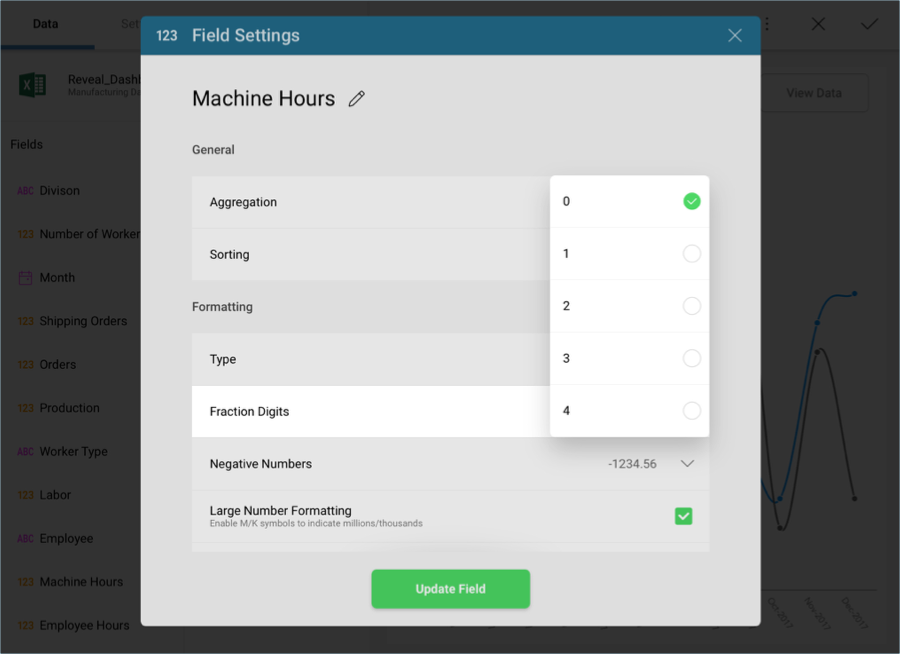 Data
Set
123 Field Settings
Reveal_Dashb
Manufacturing Da
View Data
Machine Hours
Fields
General
ABC Divison
Aggregation
0
123 Number of Worker
Sorting
1
Month
Formatting
2
123 Shipping Orders
Type
3
123 Orders
Fraction Digits
4
123 Production
ABC Worker Type
Negative Numbers
-1234.56
123 Labor
Large Number Formatting
Enable M/K symbols to indicate millions/thousands
ABC Employee
123 Machine Hours
Update Field
123 Employee Hours
Oct-2017
Nov-2017
Dec-2017